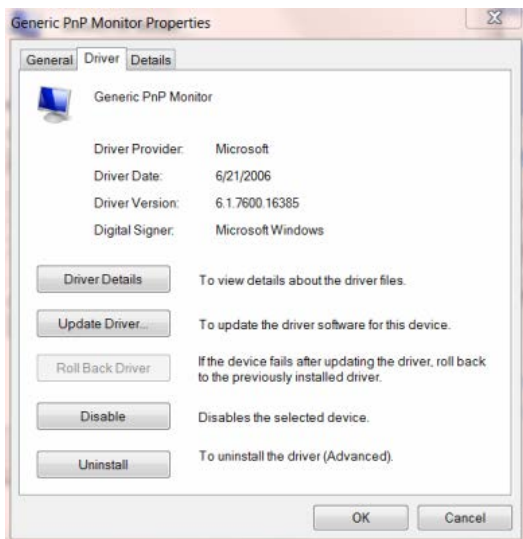 Generic PnP Monitor Properties
General Driver Details
Generic PnP Monitor
Driver Provider: Microsoft
Driver Date: 6/21/2006
Driver Version: 6.1.7600.16385
Digital Signer: Microsoft Windows
Driver Details To view details about the driver files.
Update Driver... To update the driver software for this device.
Roll Back Driver If the device fails after updating the driver, roll back
to the previously installed driver.
Disable Disables the selected device.
Uninstall To uninstall the driver (Advanced).
OK Cancel